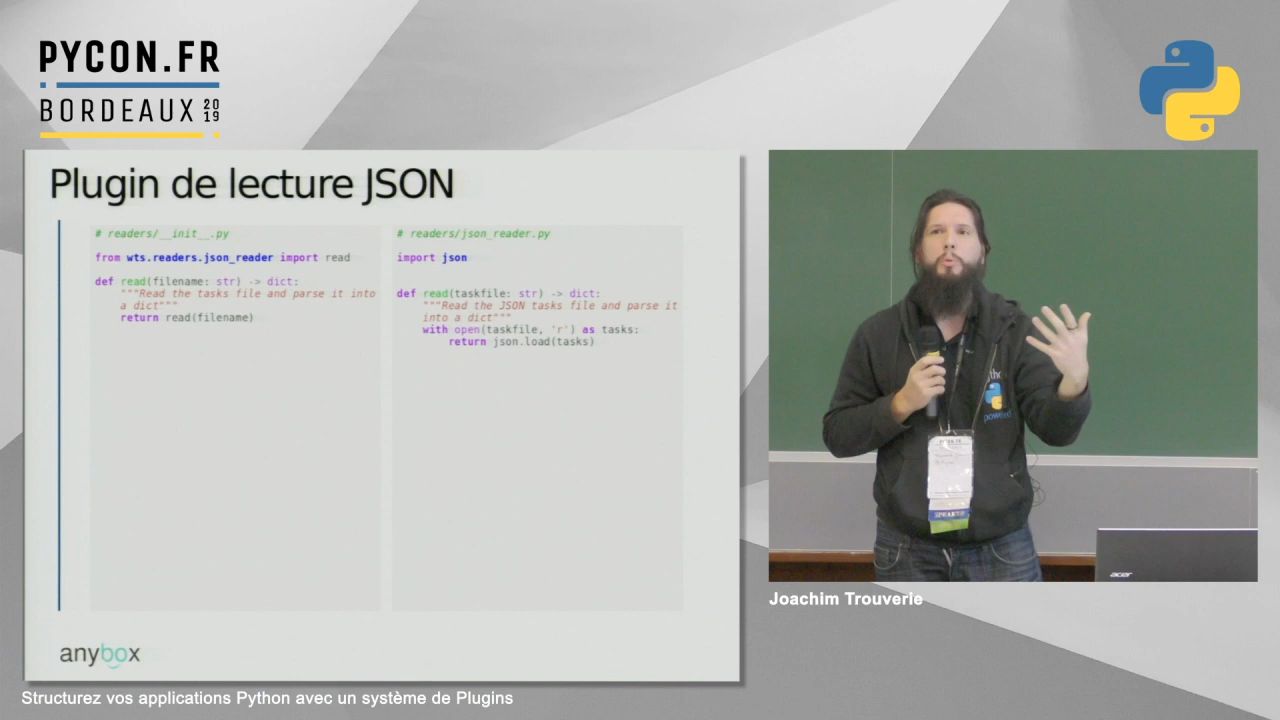 PYCON.FR
BORDEAUX 2019
Plugin de lecture JSON
# readers/__init__.py
from wts.readers.json_reader import read
def read(filename: str) -> dict:
"""Read the tasks file and parse it into
a dict"""
return read(filename)
# readers/json_reader.py
import json
def read(taskfile: str) -> dict:
"""Read the JSON tasks file and parse it
into a dict"""
with open(taskfile, 'r') as tasks:
return json.load(tasks)
anybox
powered
SPEAKER
acer
Joachim Trouverie
Structurez vos applications Python avec un système de Plugins